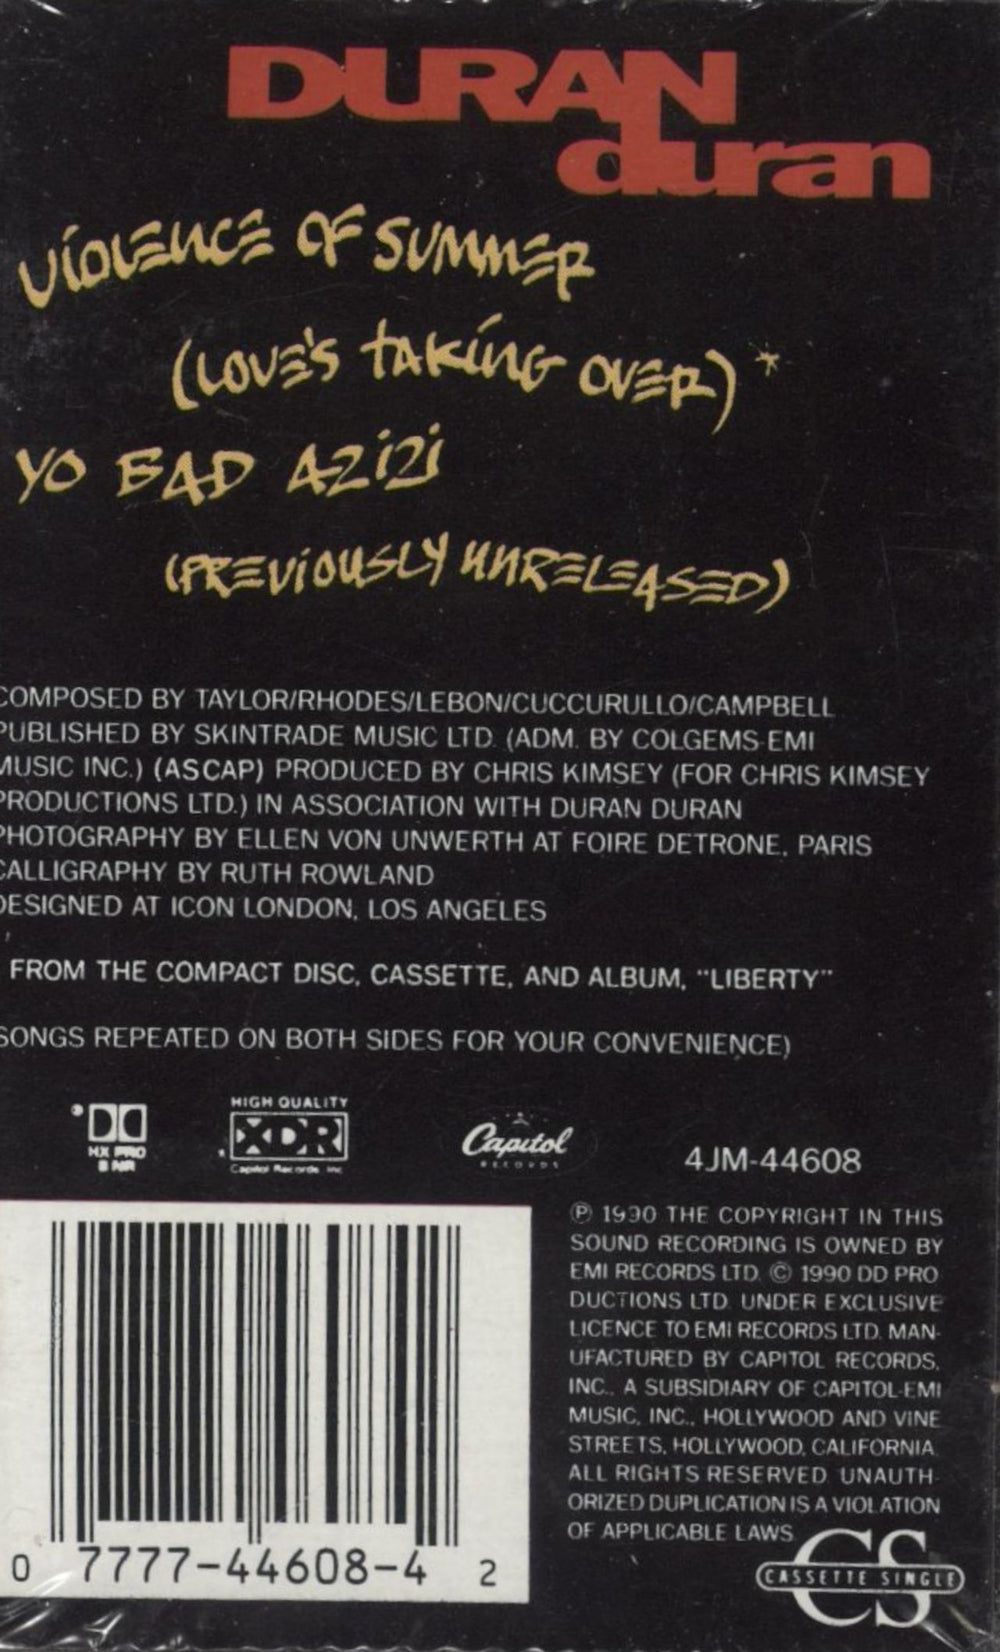 DURAN
duran
VIOLENCE OF SUMMER
(LOVE'S TAKING OVER) *
YO BAD AZIZI
(PREVIOUSLY UNRELEASED)
COMPOSED BY TAYLOR/RHODES/LEBON/CUCCURULLO/CAMPBELL
PUBLISHED BY SKINTRADE MUSIC LTD. (ADM. BY COLGEMS-EMI
MUSIC INC.) (ASCAP) PRODUCED BY CHRIS KIMSEY (FOR CHRIS KIMSEY
PRODUCTIONS LTD.) IN ASSOCIATION WITH DURAN DURAN
PHOTOGRAPHY BY ELLEN VON UNWERTH AT FOIRE DETRONE, PARIS
CALLIGRAPHY BY RUTH ROWLAND
DESIGNED AT ICON LONDON, LOS ANGELES
FROM THE COMPACT DISC, CASSETTE, AND ALBUM, "LIBERTY"
SONGS REPEATED ON BOTH SIDES FOR YOUR CONVENIENCE)
HX PRO
B NR
HIGH QUALITY
XDR
Capitol Records Inc
Capitol
RECORDS
4JM-44608
℗ 1990 THE COPYRIGHT IN THIS
SOUND RECORDING IS OWNED BY
EMI RECORDS LTD. © 1990 DD PRO
DUCTIONS LTD. UNDER EXCLUSIVE
LICENCE TO EMI RECORDS LTD. MAN-
UFACTURED BY CAPITOL RECORDS,
INC., A SUBSIDIARY OF CAPITOL-EMI
MUSIC, INC., HOLLYWOOD AND VINE
STREETS, HOLLYWOOD, CALIFORNIA.
ALL RIGHTS RESERVED. UNAUTH-
ORIZED DUPLICATION IS A VIOLATION
OF APPLICABLE LAWS.
0 7777-44608-4 2
CS
CASSETTE SINGLE